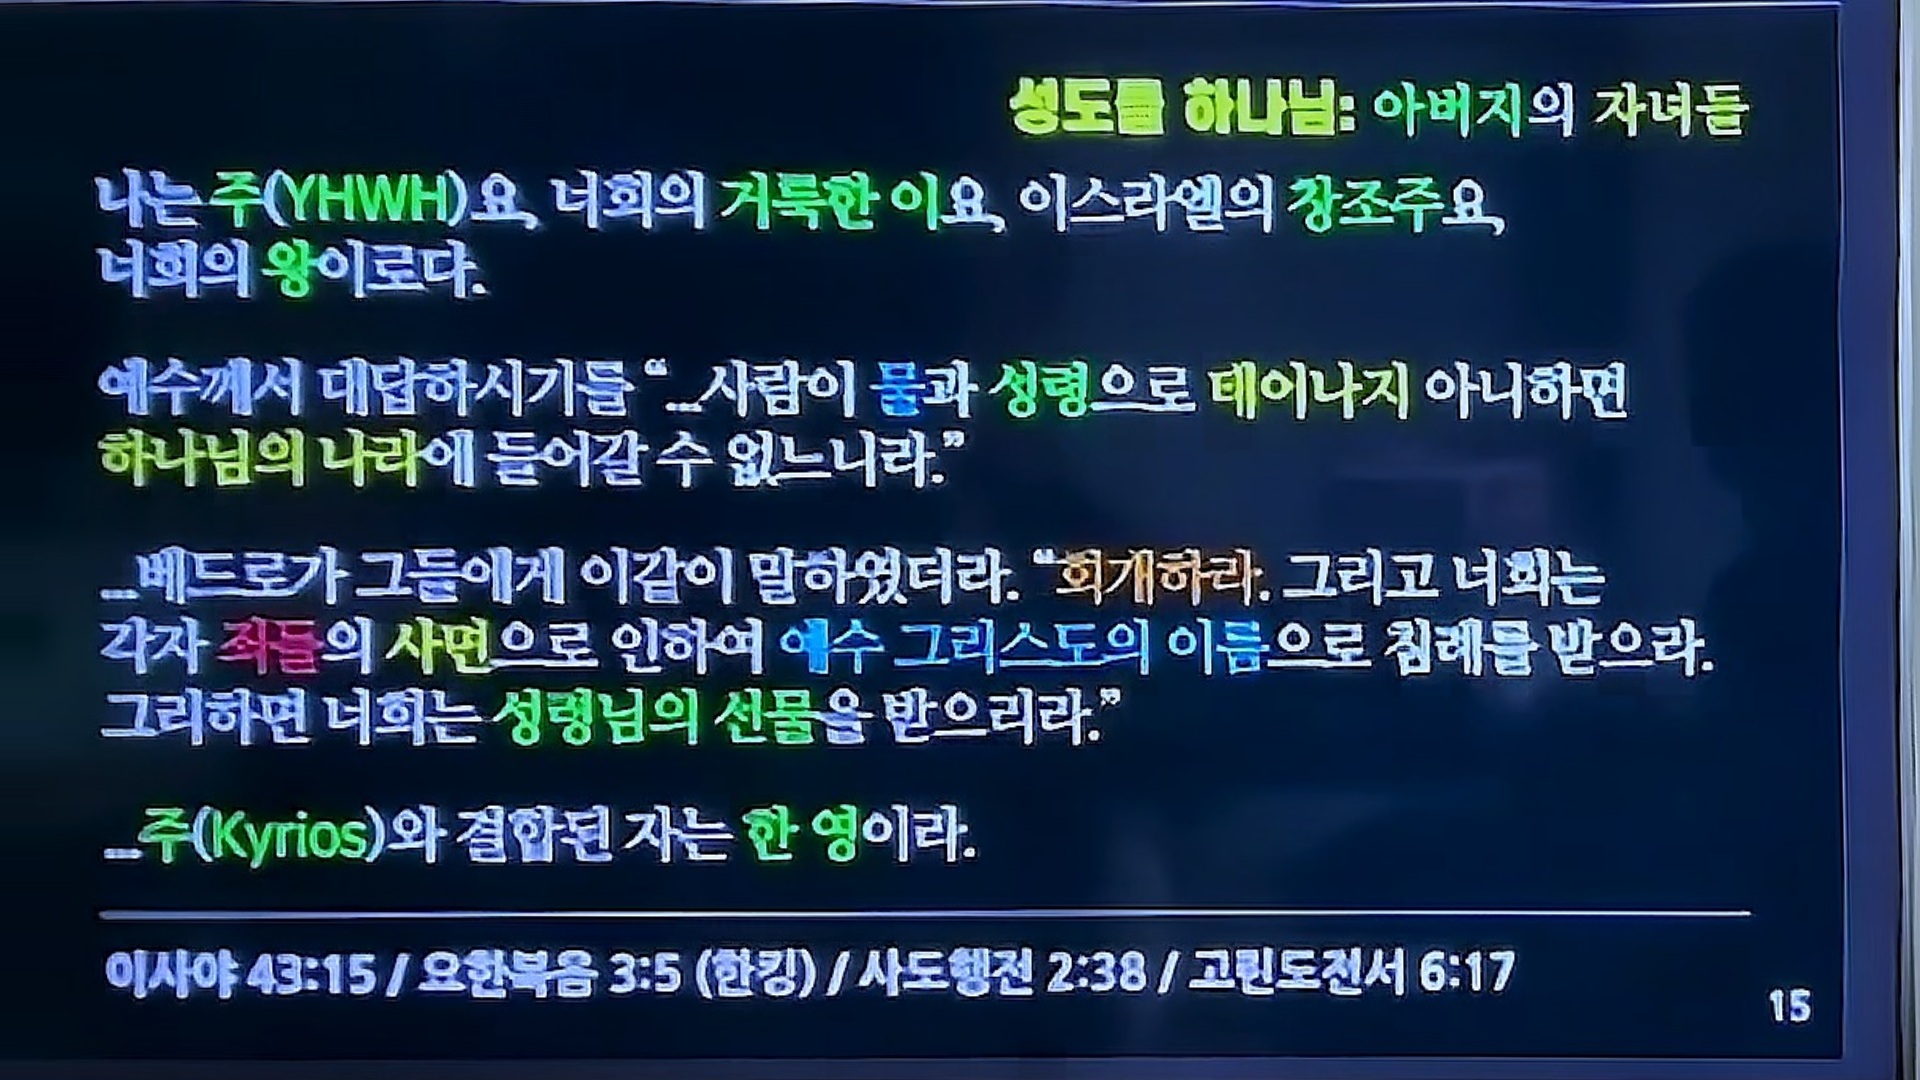 성도들 하나님: 아버지의 자녀들
나는 주(YHWH)요, 너희의 거룩한 이요, 이스라엘의 창조주요,
너희의 왕이로다.
예수께서 대답하시기를 “...사람이 물과 성령으로 태어나지 아니하면
하나님의 나라에 들어갈 수 없느니라.”
...베드로가 그들에게 이같이 말하였더라. “회개하라. 그리고 너희는
각자 죄들의 사면으로 인하여 예수 그리스도의 이름으로 침례를 받으라.
그리하면 너희는 성령님의 선물을 받으리라.”
...주(Kyrios)와 결합된 자는 한 영이라.
이사야 43:15 / 요한복음 3:5 (한킹) / 사도행전 2:38 / 고린도전서 6:17
15